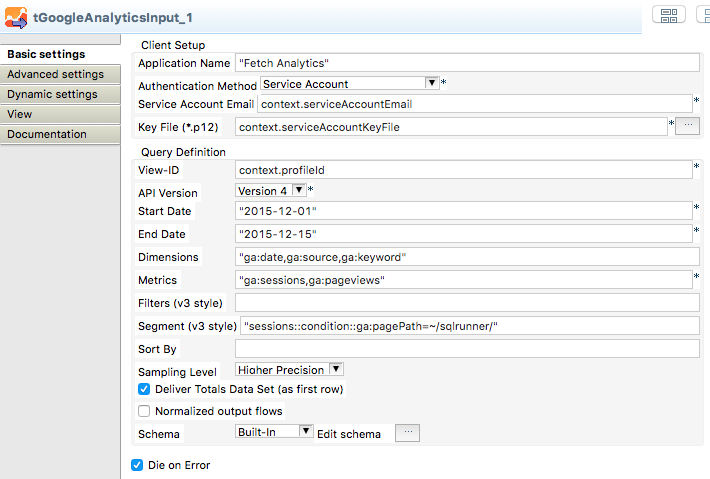 tGoogleAnalyticsInput_1
Basic settings
Advanced settings
Dynamic settings
View
Documentation
Client Setup
Application Name "Fetch Analytics"
Authentication Method Service Account *
Service Account Email context.serviceAccountEmail *
Key File (*.p12) context.serviceAccountKeyFile * ...
Query Definition
View-ID context.profileId *
API Version Version 4 *
Start Date "2015-12-01" *
End Date "2015-12-15" *
Dimensions "ga:date,ga:source,ga:keyword"
Metrics "ga:sessions,ga:pageviews" *
Filters (v3 style)
Segment (v3 style) "sessions::condition::ga:pagePath=~/sqlrunner/"
Sort By
Sampling Level Higher Precision
Deliver Totals Data Set (as first row)
Normalized output flows
Schema Built-In Edit schema ...
Die on Error